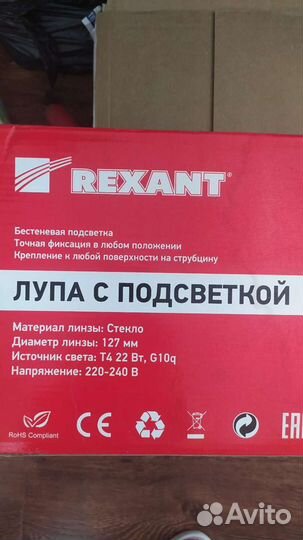 REXANT®
Бестеневая подсветка
Точная фиксация в любом положении
Крепление к любой поверхности на струбцину
ЛУПА С ПОДСВЕТКОЙ
Материал линзы: Стекло
Диаметр линзы: 127 мм
Источник света: T4 22 Вт, G10q
Напряжение: 220-240 В
RoHS Compliant
CE
EAC
Avito